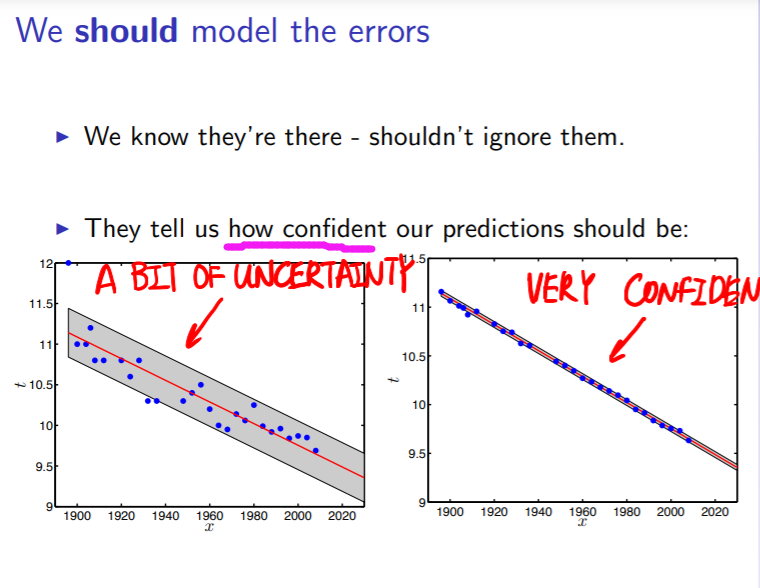 We should model the errors
► We know they're there - shouldn't ignore them.
► They tell us how confident our predictions should be:
A BIT OF UNCERTAINTY
VERY CONFIDEN
12
11.5
11
10.5
10
9.5
9
t
1900 1920 1940 1960 1980 2000 2020
x
11.5
11
10.5
10
9.5
9
t
1900 1920 1940 1960 1980 2000 2020
x